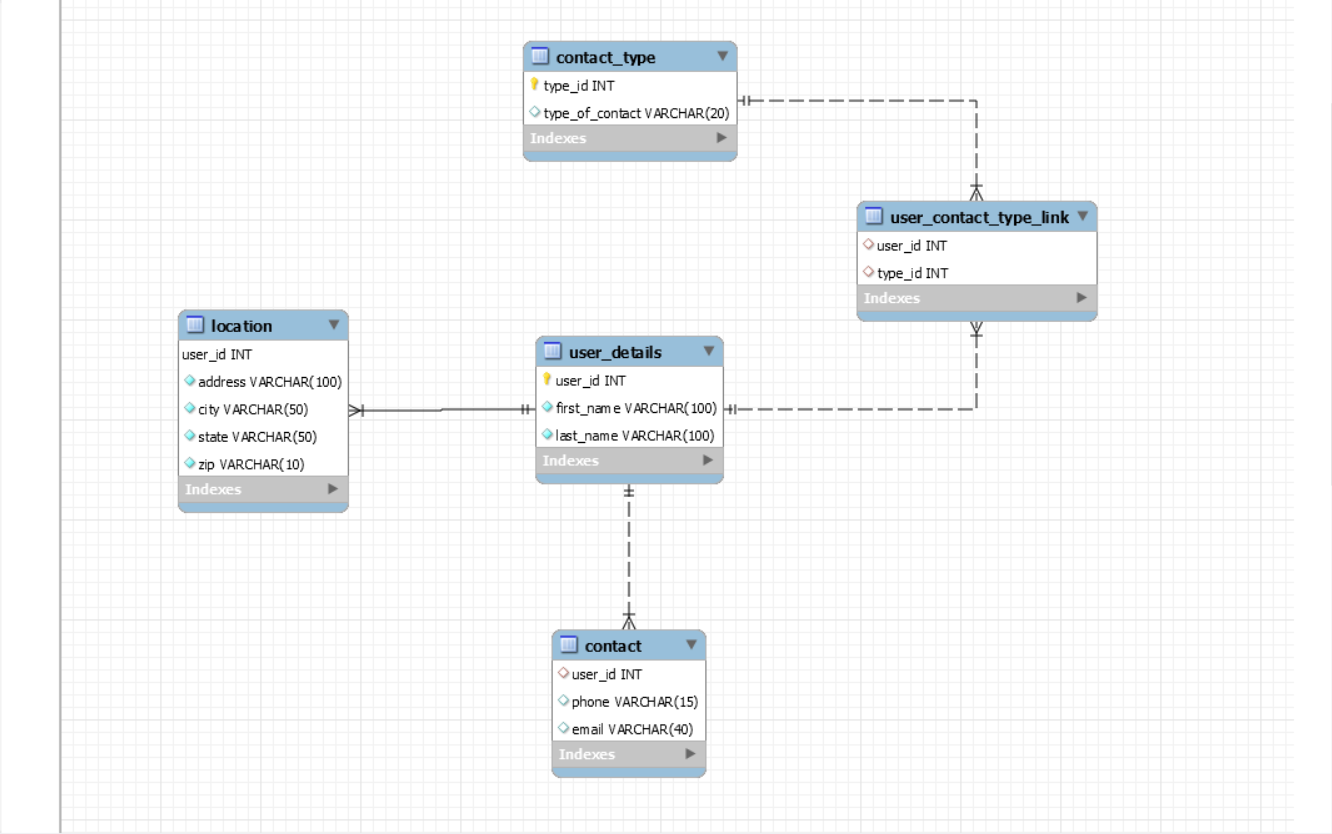 contact_type
type_id INT
type_of_contact VARCHAR(20)
Indexes
user_contact_type_link
user_id INT
type_id INT
Indexes
location
user_id INT
address VARCHAR(100)
city VARCHAR(50)
state VARCHAR(50)
zip VARCHAR(10)
Indexes
user_details
user_id INT
first_name VARCHAR(100)
last_name VARCHAR(100)
Indexes
contact
user_id INT
phone VARCHAR(15)
email VARCHAR(40)
Indexes